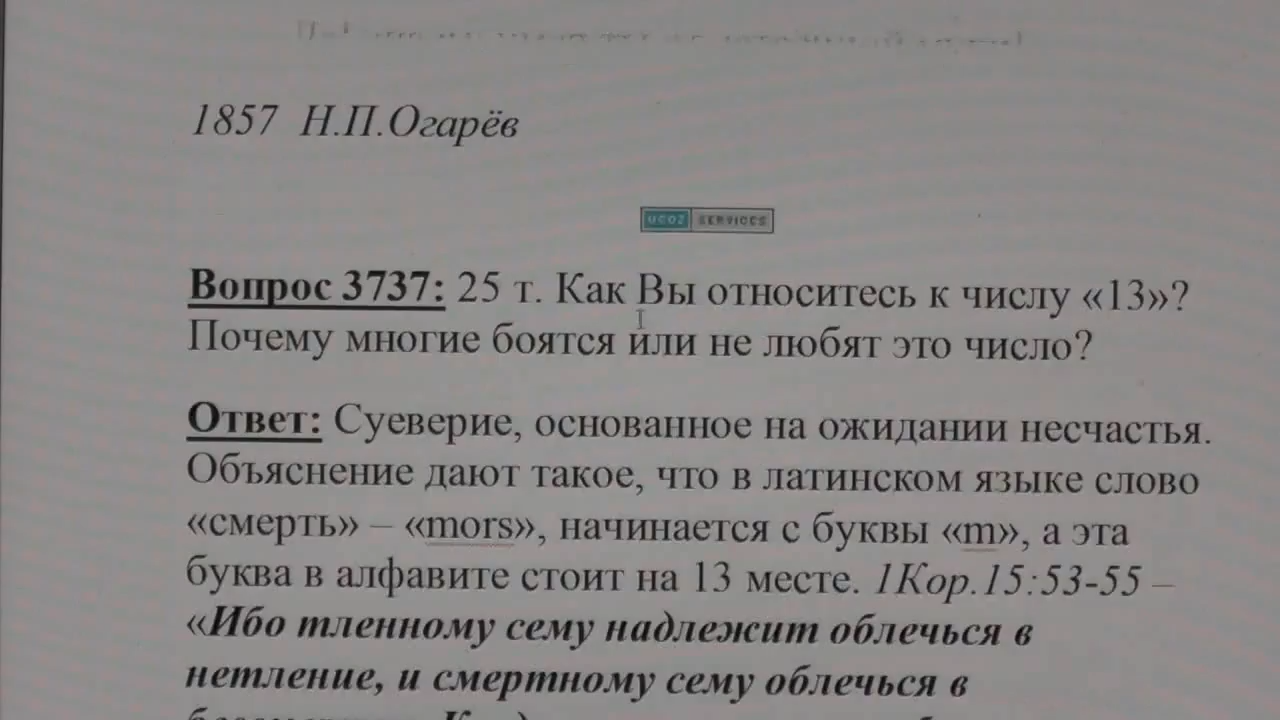 1857 Н.П.Огарёв
UCOZ SERVICES
Вопрос 3737: 25 т. Как Вы относитесь к числу «13»?
Почему многие боятся или не любят это число?
Ответ: Суеверие, основанное на ожидании несчастья.
Объяснение дают такое, что в латинском языке слово
«смерть» – «mors», начинается с буквы «m», а эта
буква в алфавите стоит на 13 месте. 1Кор.15:53-55 –
«Ибо тленному сему надлежит облечься в
нетление, и смертному сему облечься в